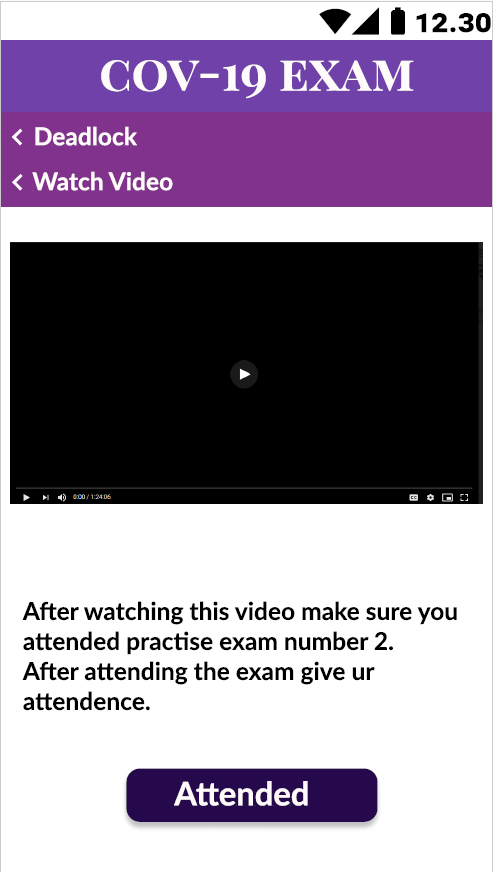 12.30
COV-19 EXAM
Deadlock
Watch Video
0:00 / 1:24:06
After watching this video make sure you
attended practise exam number 2.
After attending the exam give ur
attendence.
Attended